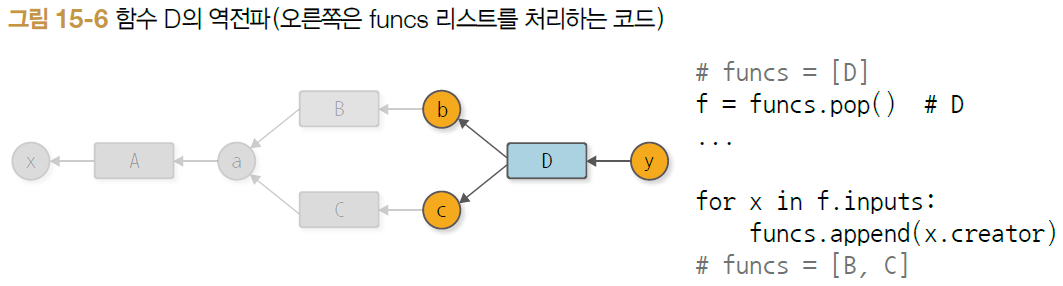 그림 15-6 함수 D의 역전파(오른쪽은 funcs 리스트를 처리하는 코드)
x
A
a
B
C
b
c
D
y
# funcs = [D]
f = funcs.pop()  # D
...
for x in f.inputs:
    funcs.append(x.creator)
# funcs = [B, C]